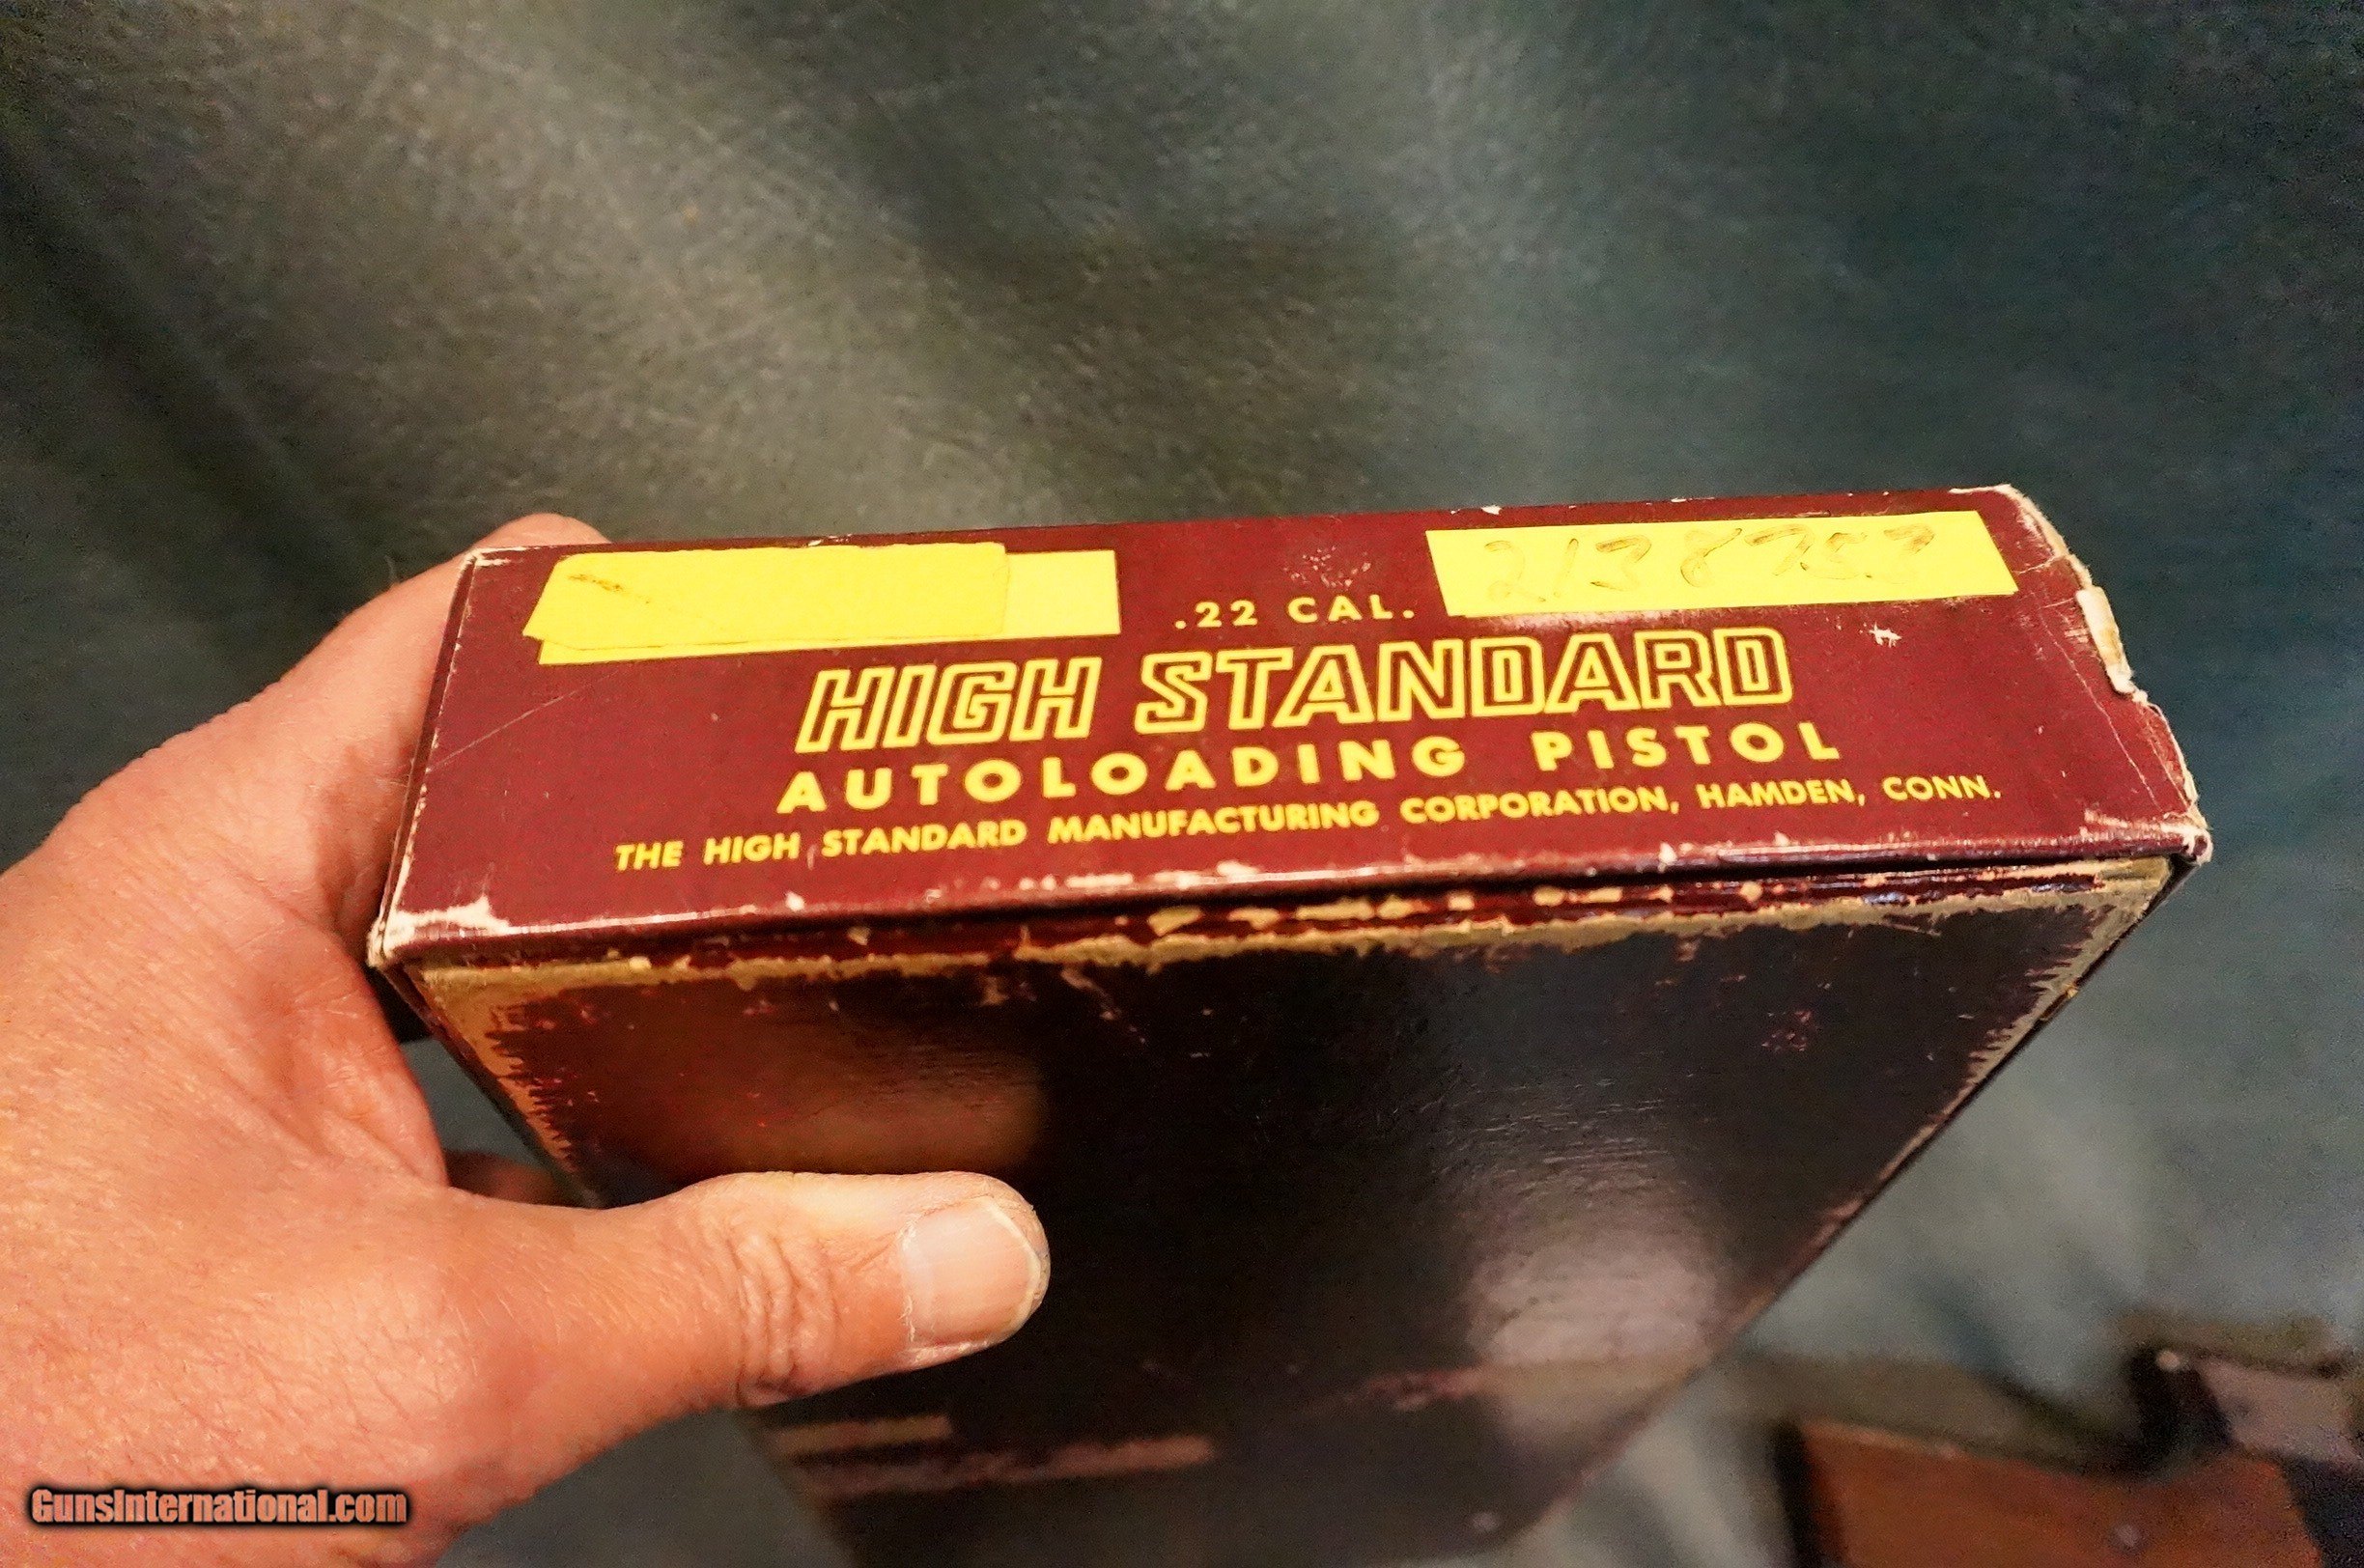 2138753
.22 CAL.
HIGH STANDARD
AUTOLOADING PISTOL
THE HIGH STANDARD MANUFACTURING CORPORATION, HAMDEN, CONN.
GunsInternational.com